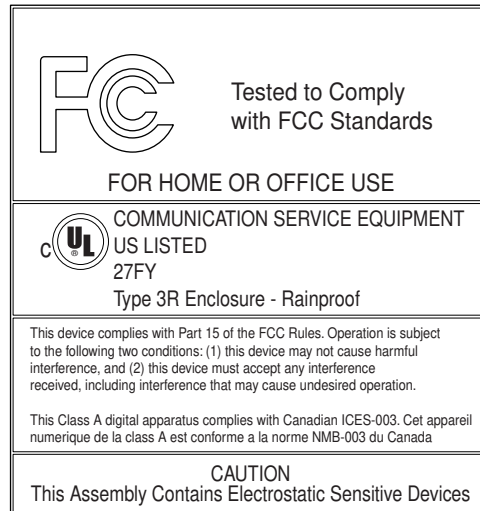 FC
Tested to Comply
with FCC Standards
FOR HOME OR OFFICE USE
C UL ®
COMMUNICATION SERVICE EQUIPMENT
US LISTED
27FY
Type 3R Enclosure - Rainproof
This device complies with Part 15 of the FCC Rules. Operation is subject
to the following two conditions: (1) this device may not cause harmful
interference, and (2) this device must accept any interference
received, including interference that may cause undesired operation.
This Class A digital apparatus complies with Canadian ICES-003. Cet appareil
numerique de la class A est conforme a la norme NMB-003 du Canada
CAUTION
This Assembly Contains Electrostatic Sensitive Devices